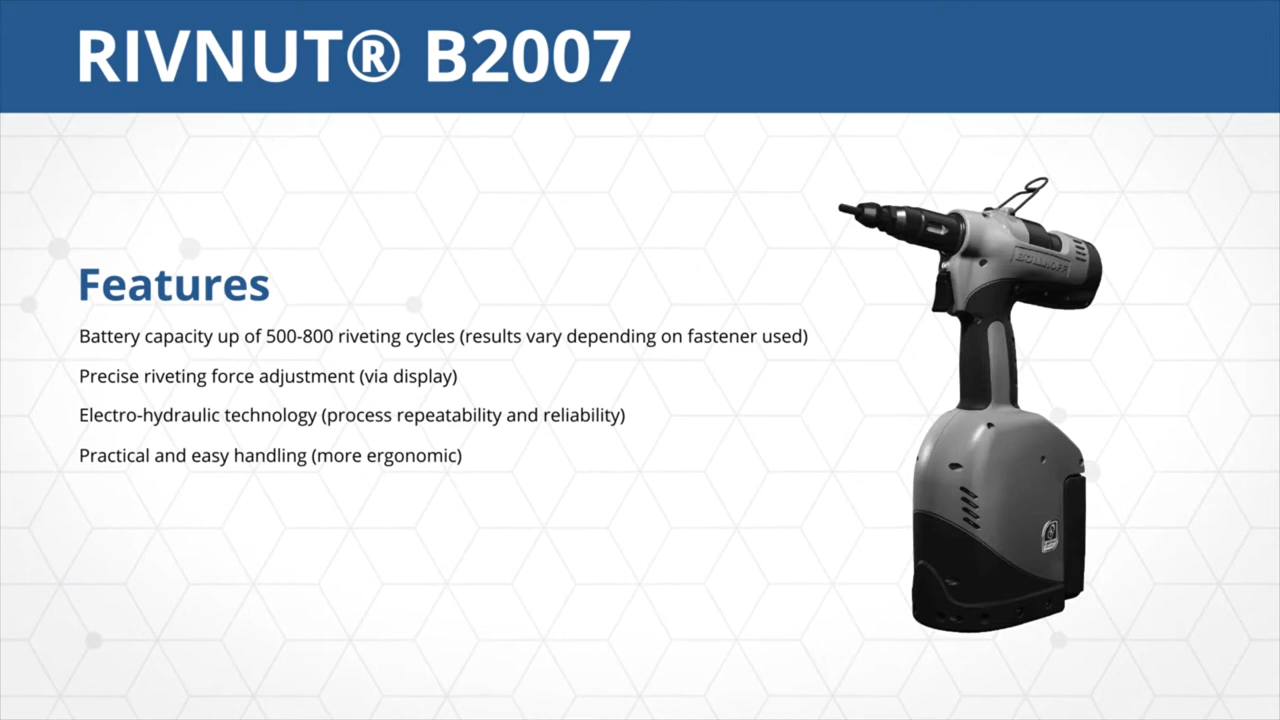 RIVNUT® B2007
Features
Battery capacity up of 500-800 riveting cycles (results vary depending on fastener used)
Precise riveting force adjustment (via display)
Electro-hydraulic technology (process repeatability and reliability)
Practical and easy handling (more ergonomic)
BÖLLHOFF